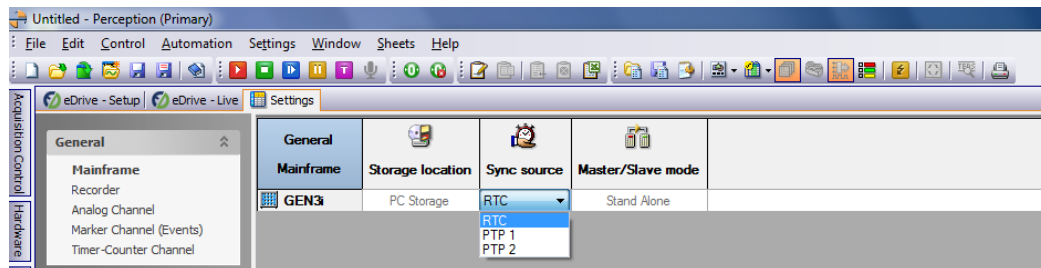 Untitled - Perception (Primary)
File Edit Control Automation Settings Window Sheets Help
eDrive - Setup eDrive - Live Settings
Acquisition Control
Hardware
General
Mainframe
Recorder
Analog Channel
Marker Channel (Events)
Timer-Counter Channel
General Mainframe Storage location Sync source Master/Slave mode
GEN3i PC Storage RTC Stand Alone
RTC
PTP 1
PTP 2